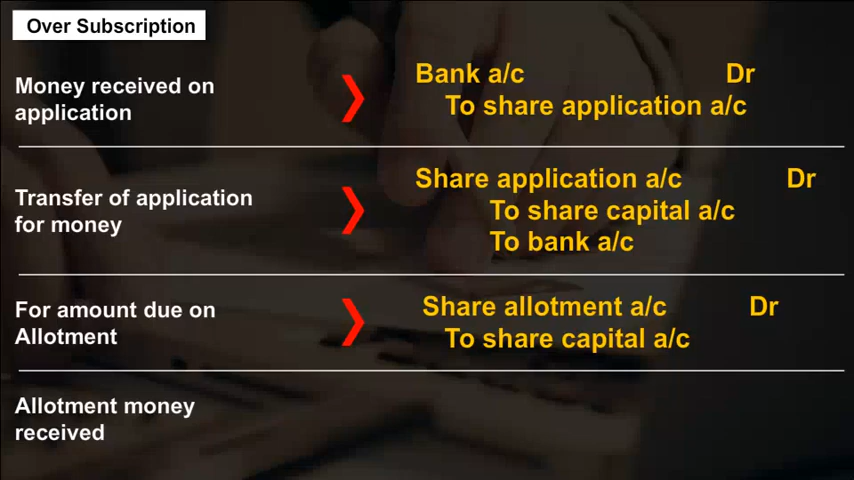 Over Subscription
Money received on
application
❯
Bank a/c Dr
To share application a/c
Transfer of application
for money
❯
Share application a/c Dr
To share capital a/c
To bank a/c
For amount due on
Allotment
❯
Share allotment a/c Dr
To share capital a/c
Allotment money
received